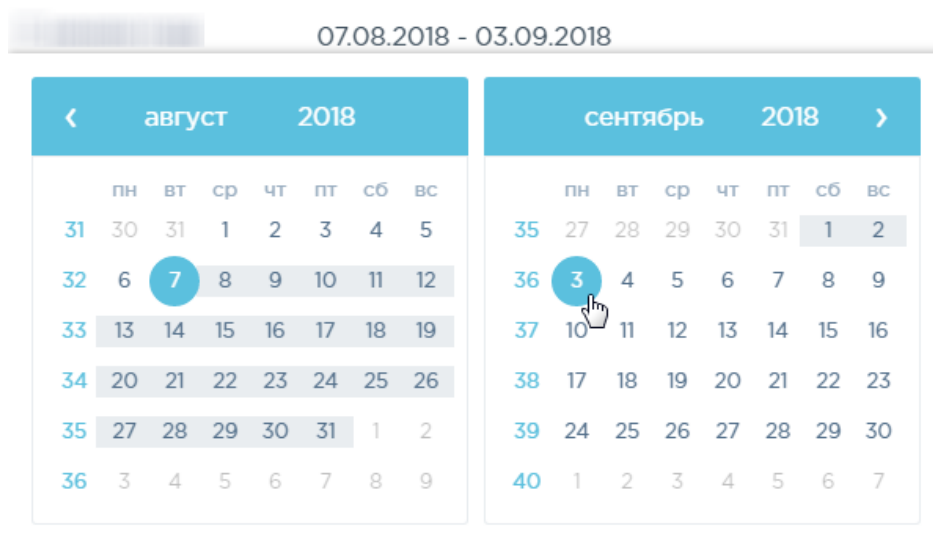 07.08.2018 - 03.09.2018
август 2018
пн вт ср чт пт сб вс
31 30 31 1 2 3 4 5
32 6 7 8 9 10 11 12
33 13 14 15 16 17 18 19
34 20 21 22 23 24 25 26
35 27 28 29 30 31 1 2
36 3 4 5 6 7 8 9
сентябрь 2018
пн вт ср чт пт сб вс
35 27 28 29 30 31 1 2
36 3 4 5 6 7 8 9
37 10 11 12 13 14 15 16
38 17 18 19 20 21 22 23
39 24 25 26 27 28 29 30
40 1 2 3 4 5 6 7